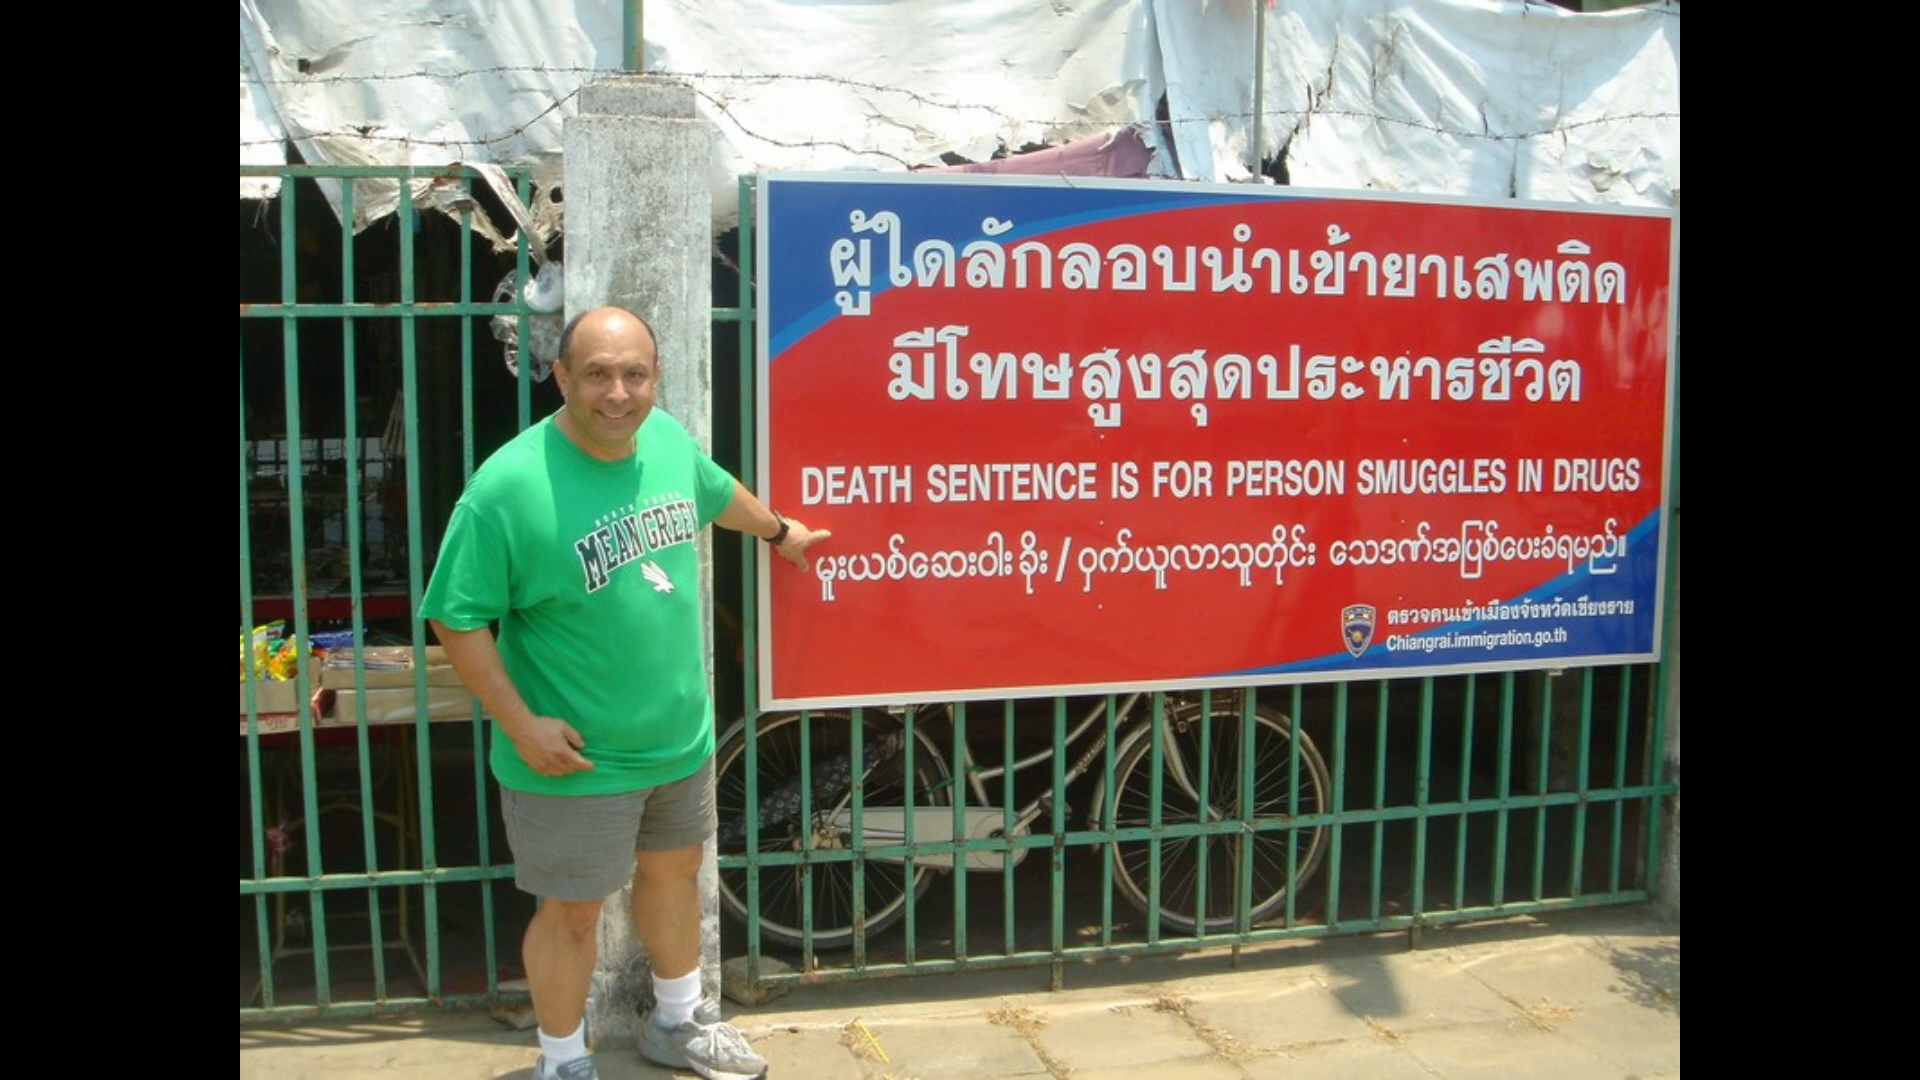 NORTH TEXAS
MEAN GREEN
ผู้ใดลักลอบนำเข้ายาเสพติด
มีโทษสูงสุดประหารชีวิต
DEATH SENTENCE IS FOR PERSON SMUGGLES IN DRUGS
မူးယစ်ဆေးဝါး ခိုး / ဝှက်ယူလာသူတိုင်း သေဒဏ်အပြစ်ပေးခံရမည်။
ตรวจคนเข้าเมืองจังหวัดเชียงราย
Chiangrai.immigration.go.th